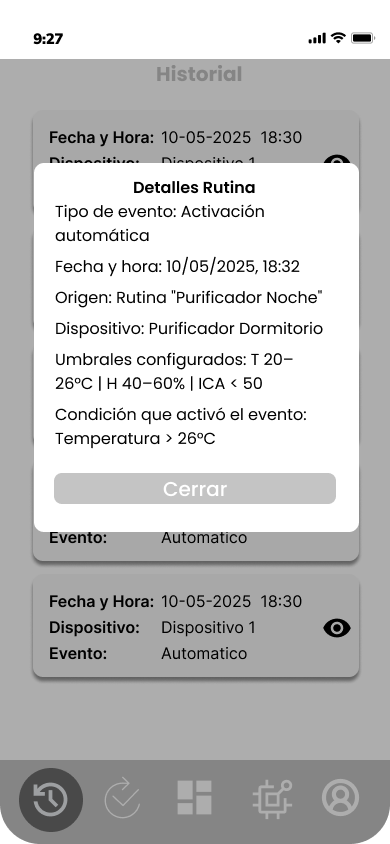 9:27
Historial
Fecha y Hora: 10-05-2025 18:30
Dispositivo: Dispositivo 1
Detalles Rutina
Tipo de evento: Activación
automática
Fecha y hora: 10/05/2025, 18:32
Origen: Rutina "Purificador Noche"
Dispositivo: Purificador Dormitorio
Umbrales configurados: T 20–
26°C | H 40–60% | ICA < 50
Condición que activó el evento:
Temperatura > 26°C
Cerrar
Evento: Automatico
Fecha y Hora: 10-05-2025 18:30
Dispositivo: Dispositivo 1
Evento: Automatico